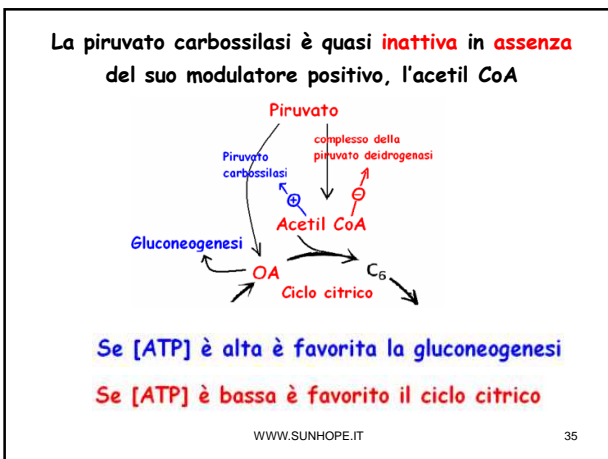 La piruvato carbossilasi è quasi inattiva in assenza
del suo modulatore positivo, l'acetil CoA
Piruvato
complesso della
piruvato deidrogenasi
Piruvato
carbossilasi
+
−
Acetil CoA
Gluconeogenesi
OA
C6
Ciclo citrico
Se [ATP] è alta è favorita la gluconeogenesi
Se [ATP] è bassa è favorito il ciclo citrico
WWW.SUNHOPE.IT
35